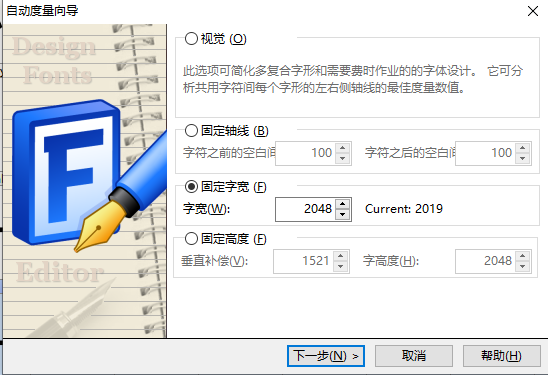 自动度量向导
Design
Fonts
F
Editor
视觉 (O)
此选项可简化多复合字形和需要费时作业的的字体设计。 它可分
析共用字符间每个字形的左右侧轴线的最佳度量数值。
固定轴线 (B)
字符之前的空白间 100 字符之后的空白间 100
固定字宽 (F)
字宽(W): 2048 Current: 2019
固定高度 (F)
垂直补偿(V): 1521 字高度(H): 2048
下一步(N) > 取消 帮助(H)